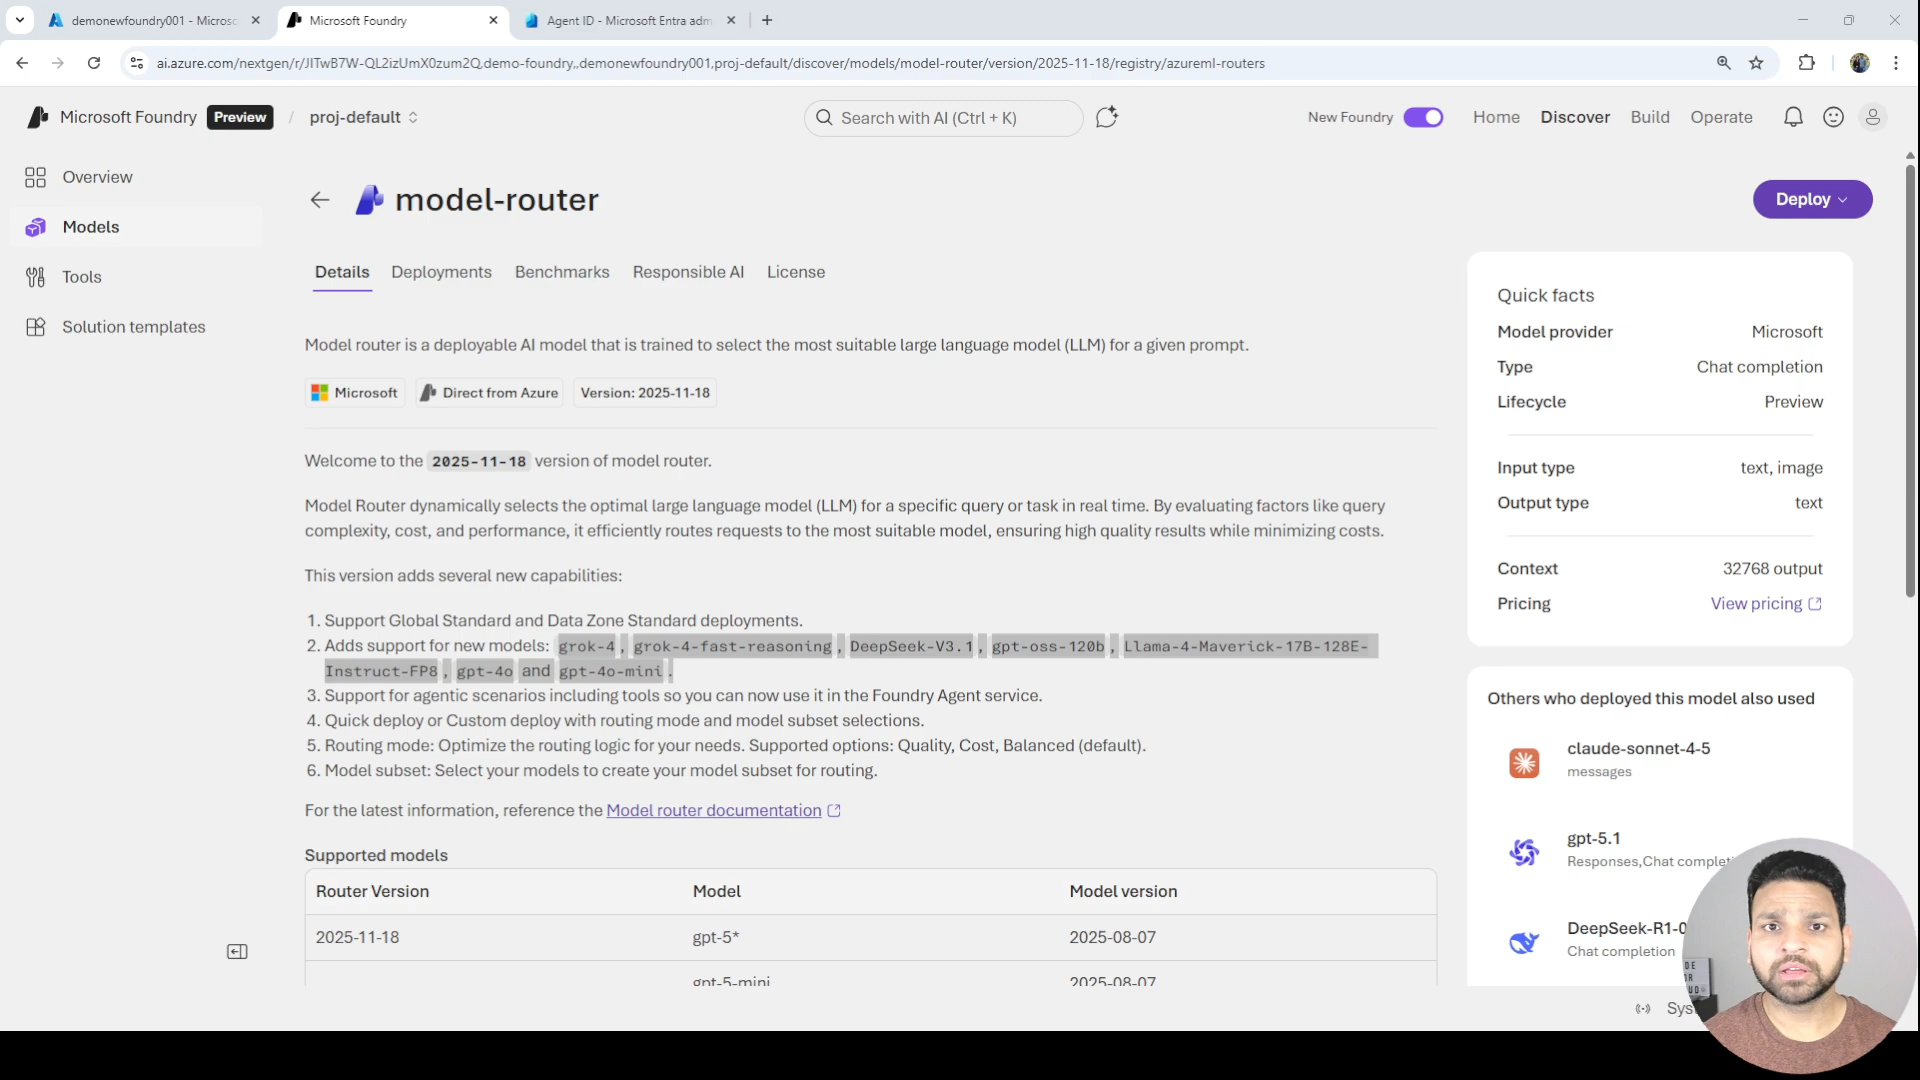 demonewfoundry001 - Microso
Microsoft Foundry
Agent ID - Microsoft Entra adm
ai.azure.com/nextgen/r/JITwB7W-QL2izUmX0zum2Q,demo-foundry,,demonewfoundry001,proj-default/discover/models/model-router/version/2025-11-18/registry/azureml-routers
Microsoft Foundry Preview / proj-default
Search with AI (Ctrl + K)
New Foundry
Home Discover Build Operate
Overview
Models
Tools
Solution templates
model-router
Deploy
Details Deployments Benchmarks Responsible AI License
Model router is a deployable AI model that is trained to select the most suitable large language model (LLM) for a given prompt.
Microsoft Direct from Azure Version: 2025-11-18
Welcome to the 2025-11-18 version of model router.
Model Router dynamically selects the optimal large language model (LLM) for a specific query or task in real time. By evaluating factors like query
complexity, cost, and performance, it efficiently routes requests to the most suitable model, ensuring high quality results while minimizing costs.
This version adds several new capabilities:
1. Support Global Standard and Data Zone Standard deployments.
2. Adds support for new models: grok-4 , grok-4-fast-reasoning , DeepSeek-V3.1 , gpt-oss-120b , Llama-4-Maverick-17B-128E-
Instruct-FP8 , gpt-4o and gpt-4o-mini .
3. Support for agentic scenarios including tools so you can now use it in the Foundry Agent service.
4. Quick deploy or Custom deploy with routing mode and model subset selections.
5. Routing mode: Optimize the routing logic for your needs. Supported options: Quality, Cost, Balanced (default).
6. Model subset: Select your models to create your model subset for routing.
For the latest information, reference the Model router documentation
Supported models
Router Version Model Model version
2025-11-18 gpt-5* 2025-08-07
gpt-5-mini 2025-08-07
Quick facts
Model provider Microsoft
Type Chat completion
Lifecycle Preview
Input type text, image
Output type text
Context 32768 output
Pricing View pricing
Others who deployed this model also used
claude-sonnet-4-5
messages
gpt-5.1
Responses,Chat completi
DeepSeek-R1-0
Chat completion
Sys